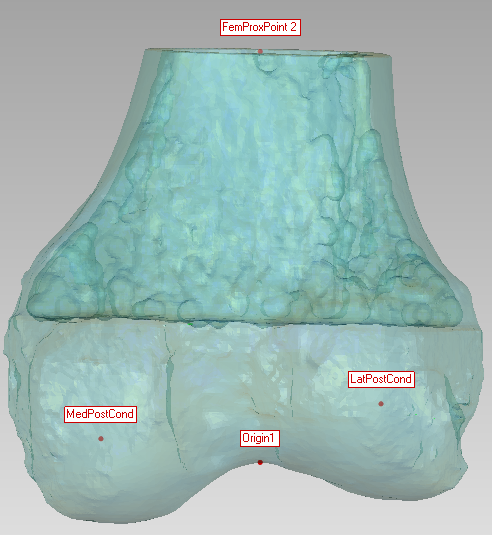 FemProxPoint 2
LatPostCond
MedPostCond
Origin1